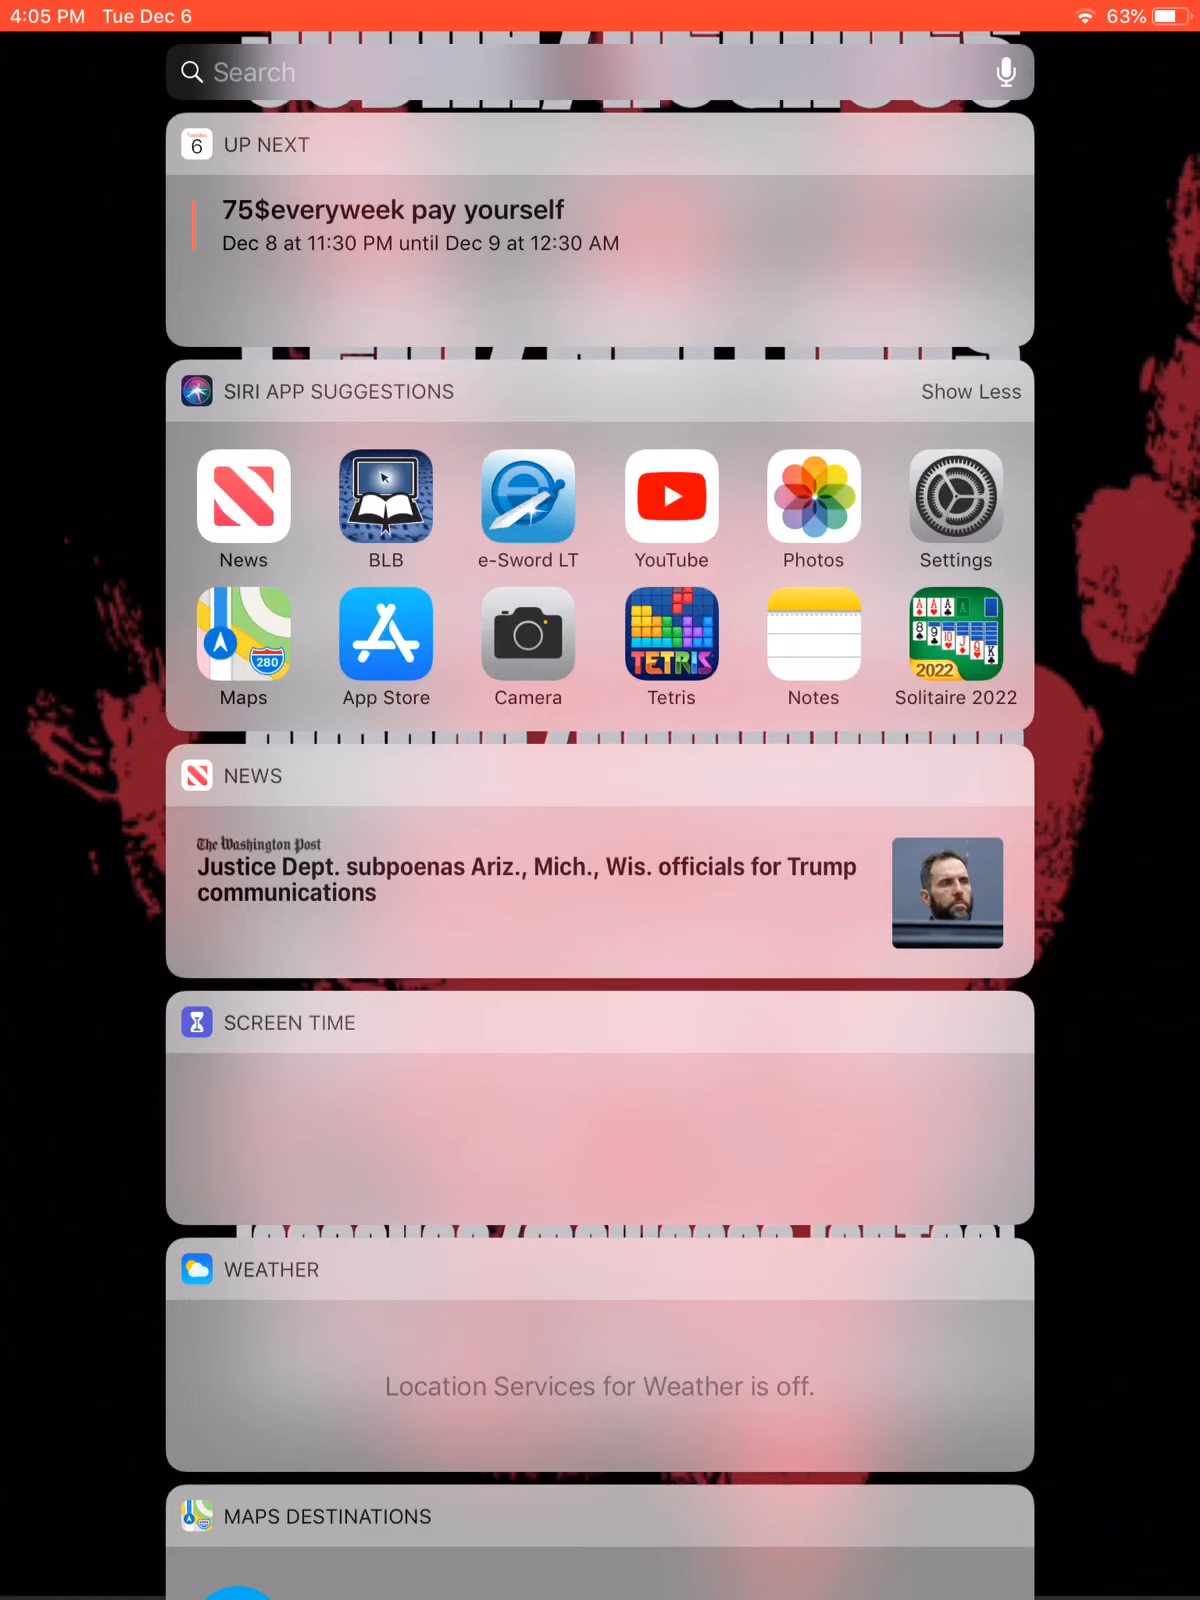 4:05 PM Tue Dec 6 63%
Search
Tuesday
6 UP NEXT
75$everyweek pay yourself
Dec 8 at 11:30 PM until Dec 9 at 12:30 AM
SIRI APP SUGGESTIONS Show Less
News BLB e-Sword LT YouTube Photos Settings
280 TETRIS 2022
Maps App Store Camera Tetris Notes Solitaire 2022
NEWS
The Washington Post
Justice Dept. subpoenas Ariz., Mich., Wis. officials for Trump
communications
SCREEN TIME
WEATHER
Location Services for Weather is off.
MAPS DESTINATIONS